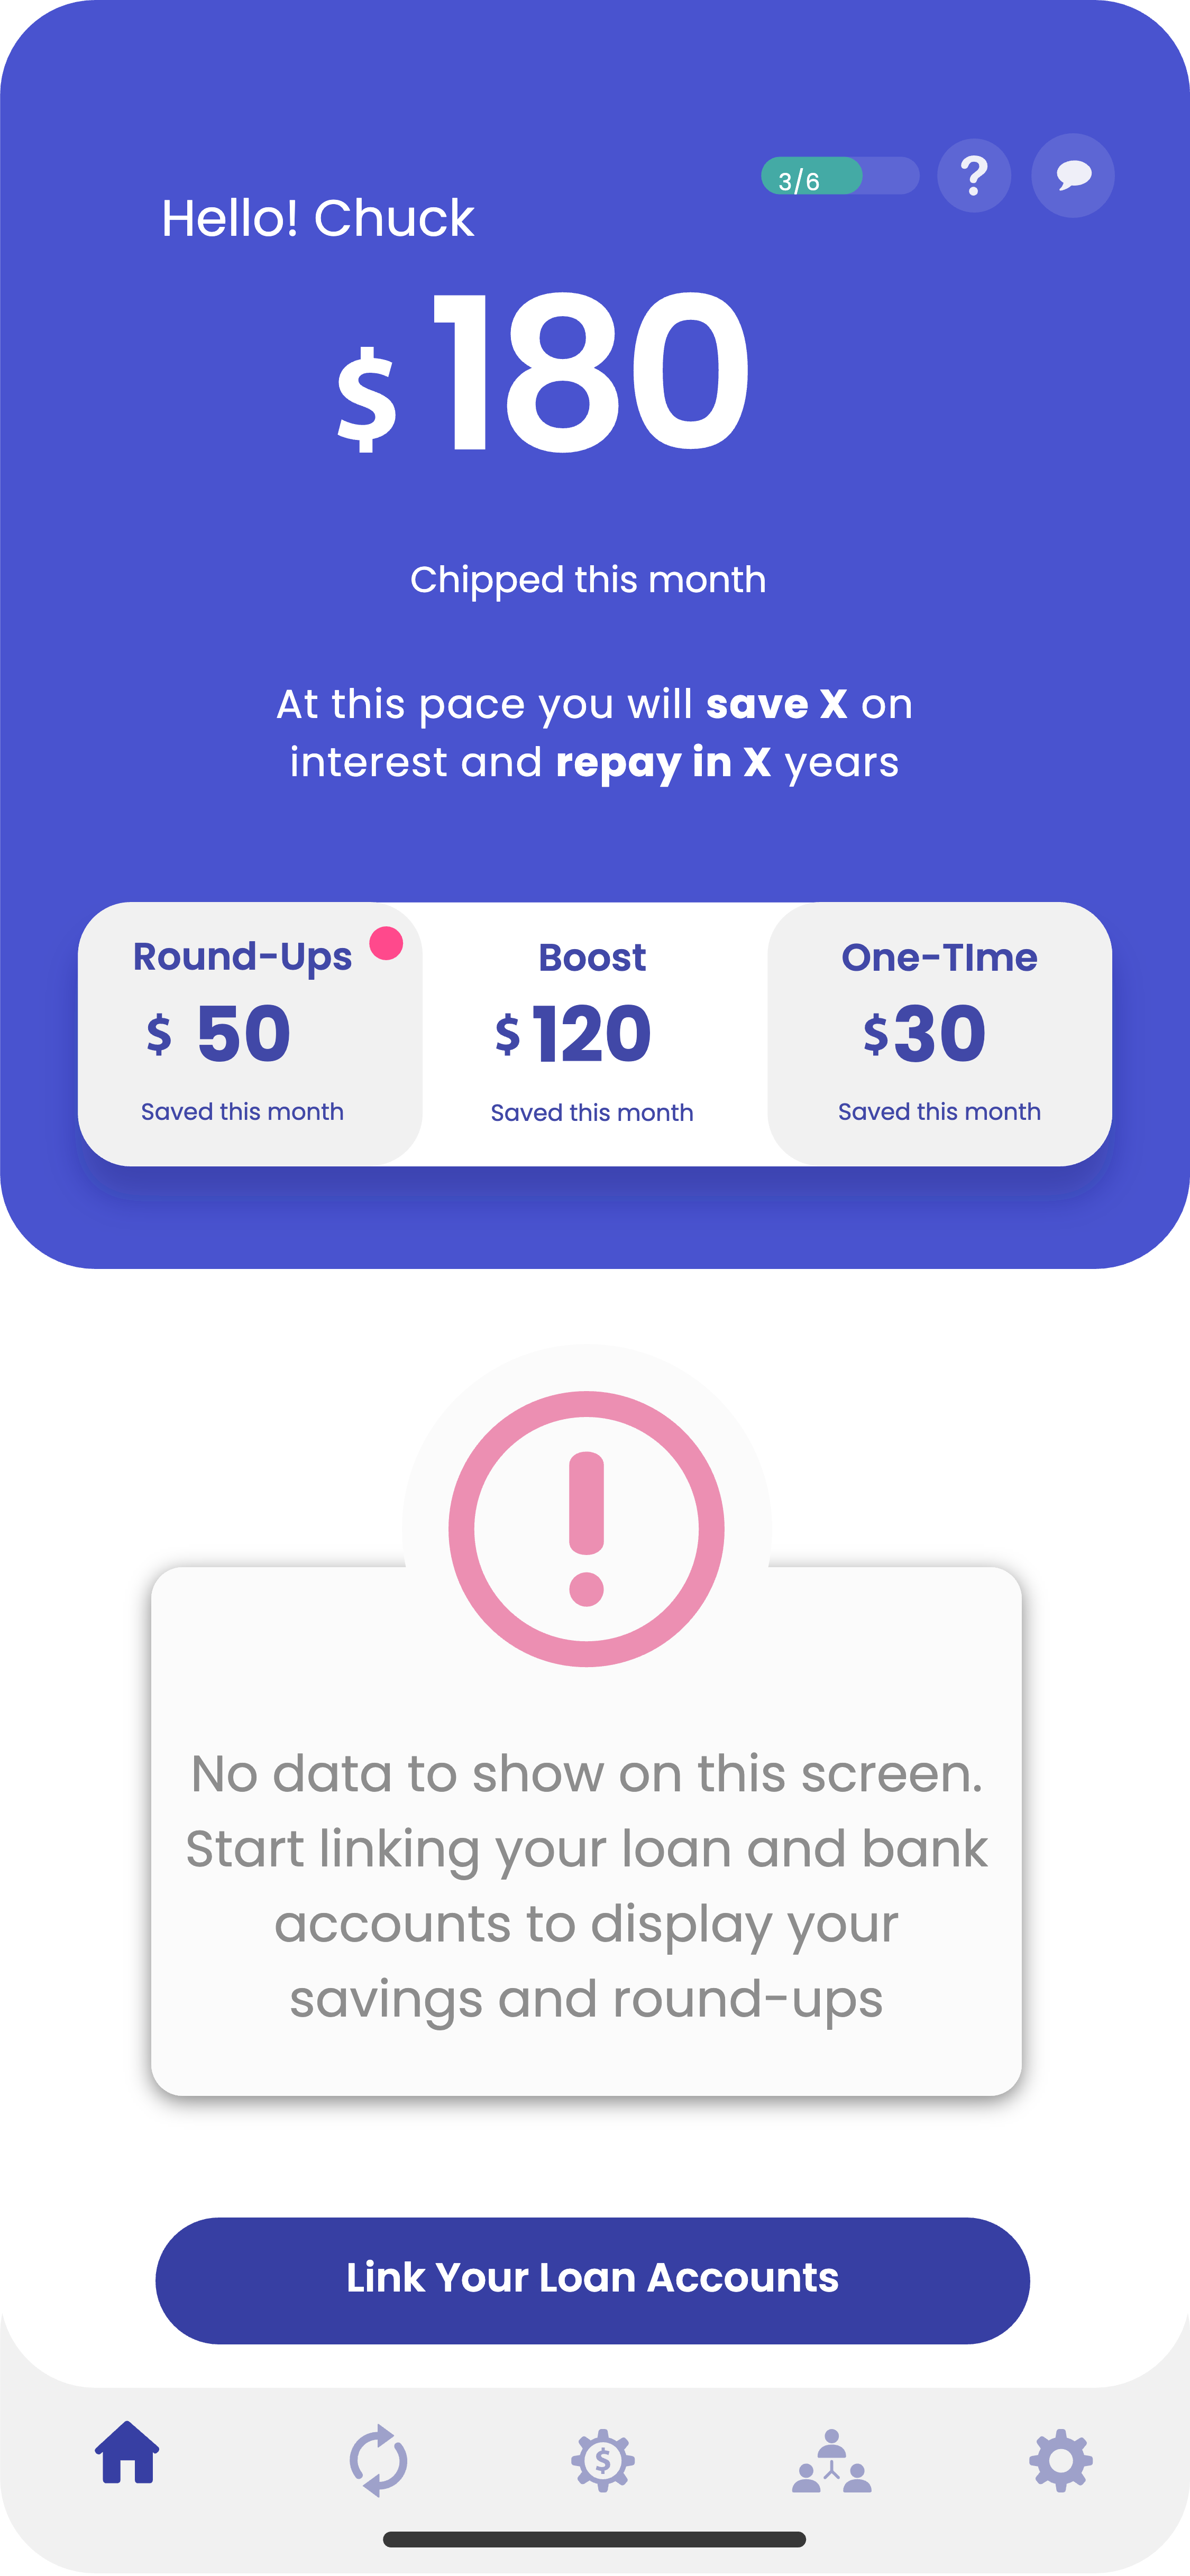 3/6
?
Hello! Chuck
$ 180
Chipped this month
At this pace you will save X on
interest and repay in X years
Round-Ups
$ 50
Saved this month
Boost
$ 120
Saved this month
One-TIme
$30
Saved this month
!
No data to show on this screen.
Start linking your loan and bank
accounts to display your
savings and round-ups
Link Your Loan Accounts
$